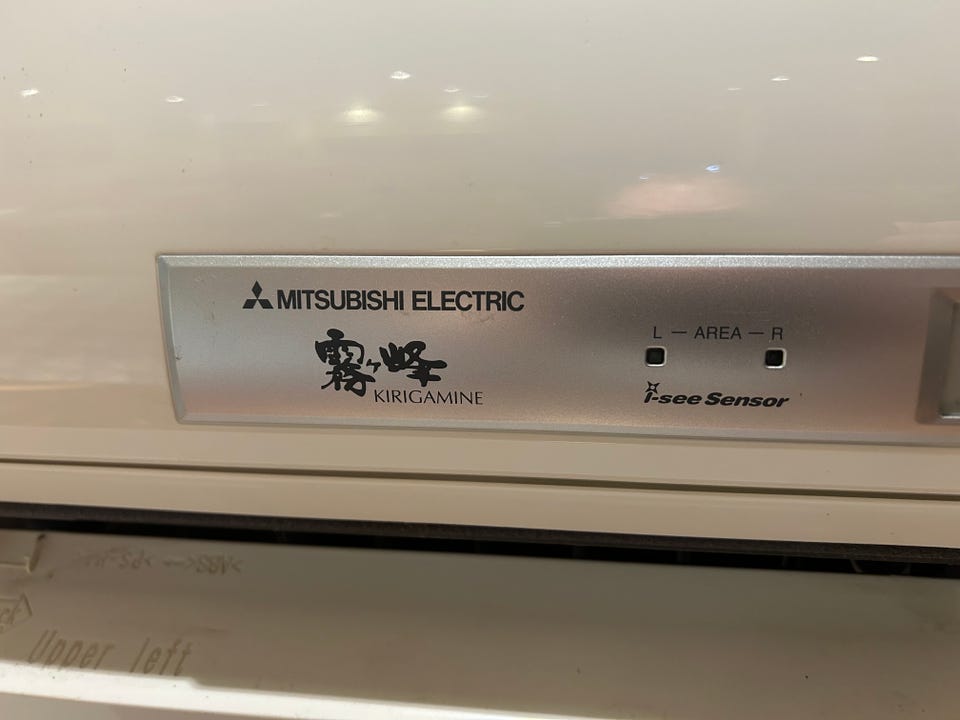 MITSUBISHI ELECTRIC
霧ヶ峰
KIRIGAMINE
L — AREA — R
i-see Sensor
Upper left